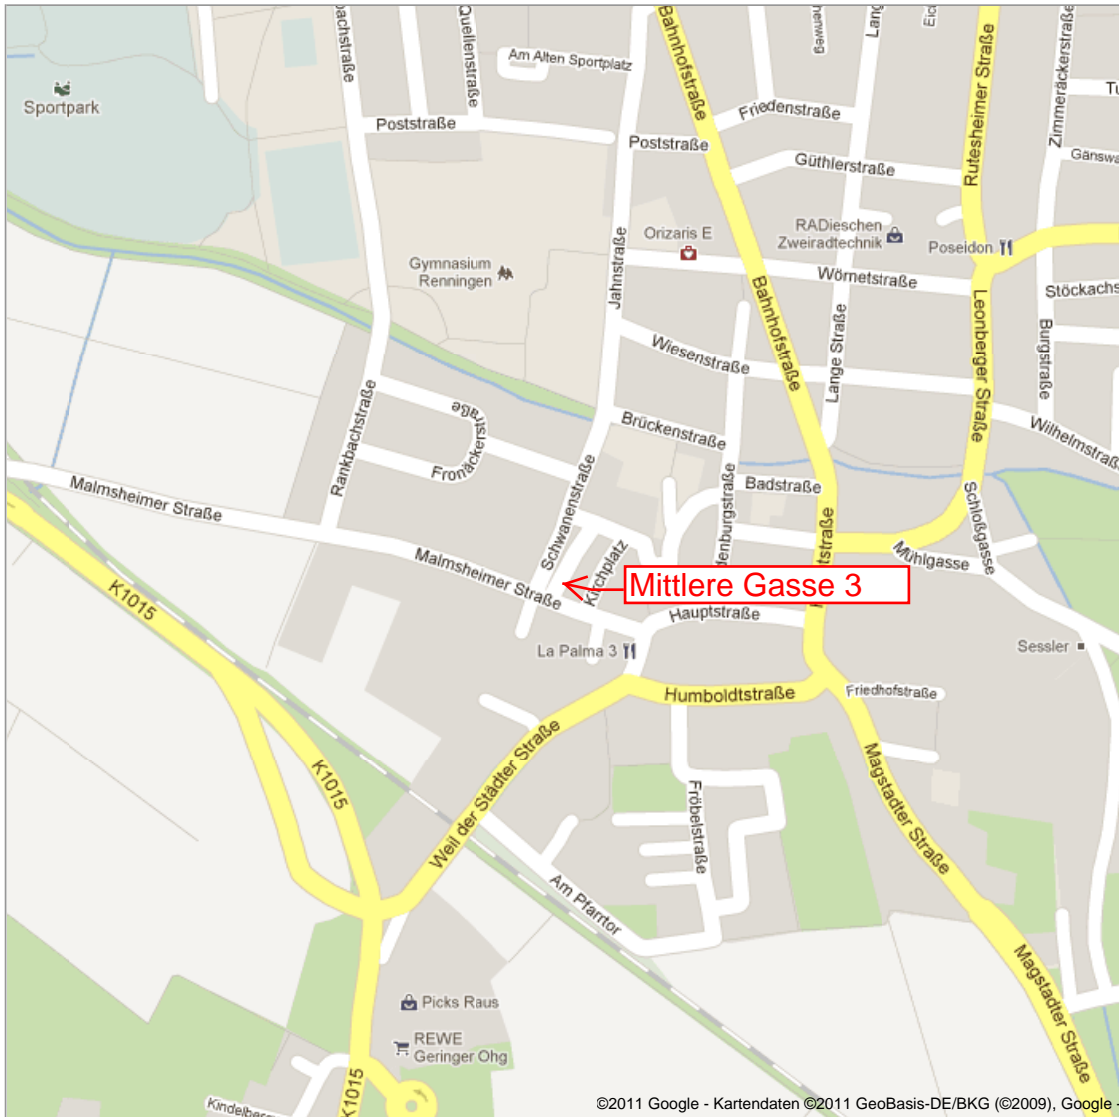 Quellenstraße
Bahnhofstraße
Am Alten Sportplatz
Sportpark
Poststraße
Poststraße
Friedenstraße
Güthlerstraße
Rutesheimer Straße
Zimmeräckerstraße
Orizaris E
RADieschen
Zweiradtechnik
Poseidon
Gymnasium
Renningen
Jahnstraße
Wörnetstraße
Bahnhofstraße
Lange Straße
Leonberger Straße
Burgstraße
Wiesenstraße
Rankbachstraße
Fronäckerstraße
Brückenstraße
Malmsheimer Straße
Schwanenstraße
Badstraße
Schloßgasse
Mühlgasse
Malmsheimer Straße
Kirchplatz
Mittlere Gasse 3
Hauptstraße
K1015
La Palma 3
Sessler
Humboldtstraße
Friedhofstraße
K1015
Weil der Städter Straße
Fröbelstraße
Magstadter Straße
Am Pfarrtor
Magstadter Straße
Picks Raus
REWE
Geringer Ohg
K1015
©2011 Google - Kartendaten ©2011 GeoBasis-DE/BKG (©2009), Google -